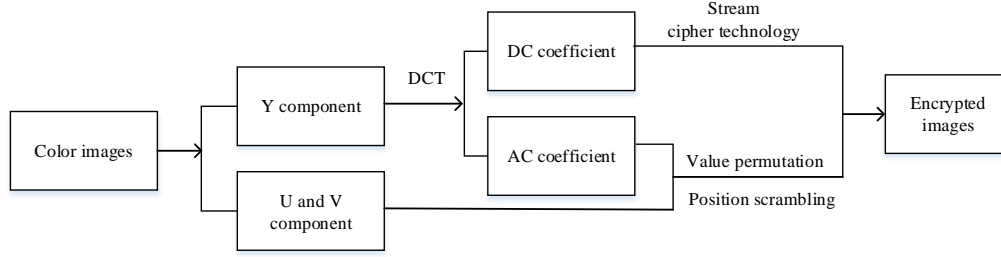 Color images
Y component
U and V
component
DCT
DC coefficient
AC coefficient
Stream
cipher technology
Value permutation
Position scrambling
Encrypted
images